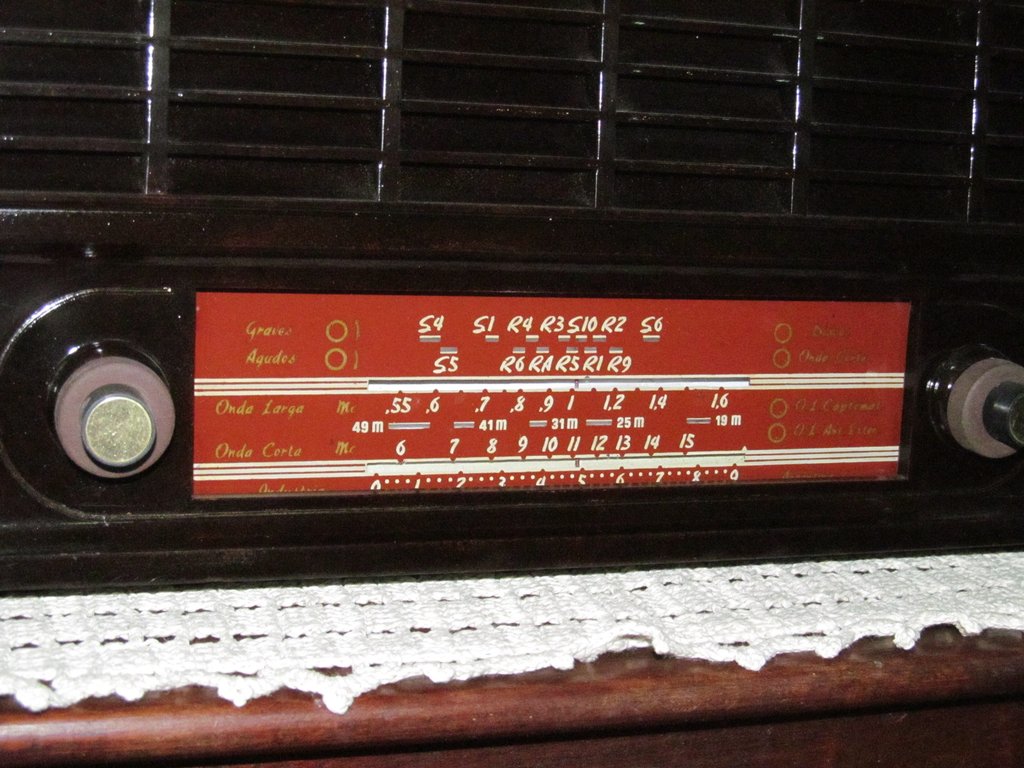 Graves S4 S1 R4 R3 S10 R2 S6
Agudos S5 R6 RA R5 R1 R9 Onda Corta
Onda Larga Mc .55 .6 .7 .8 .9 1 1,2 1,4 1,6
49 m 41 m 31 m 25 m 19 m
Onda Corta Mc 6 7 8 9 10 11 12 13 14 15
0 1 2 3 4 5 6 7 8 9